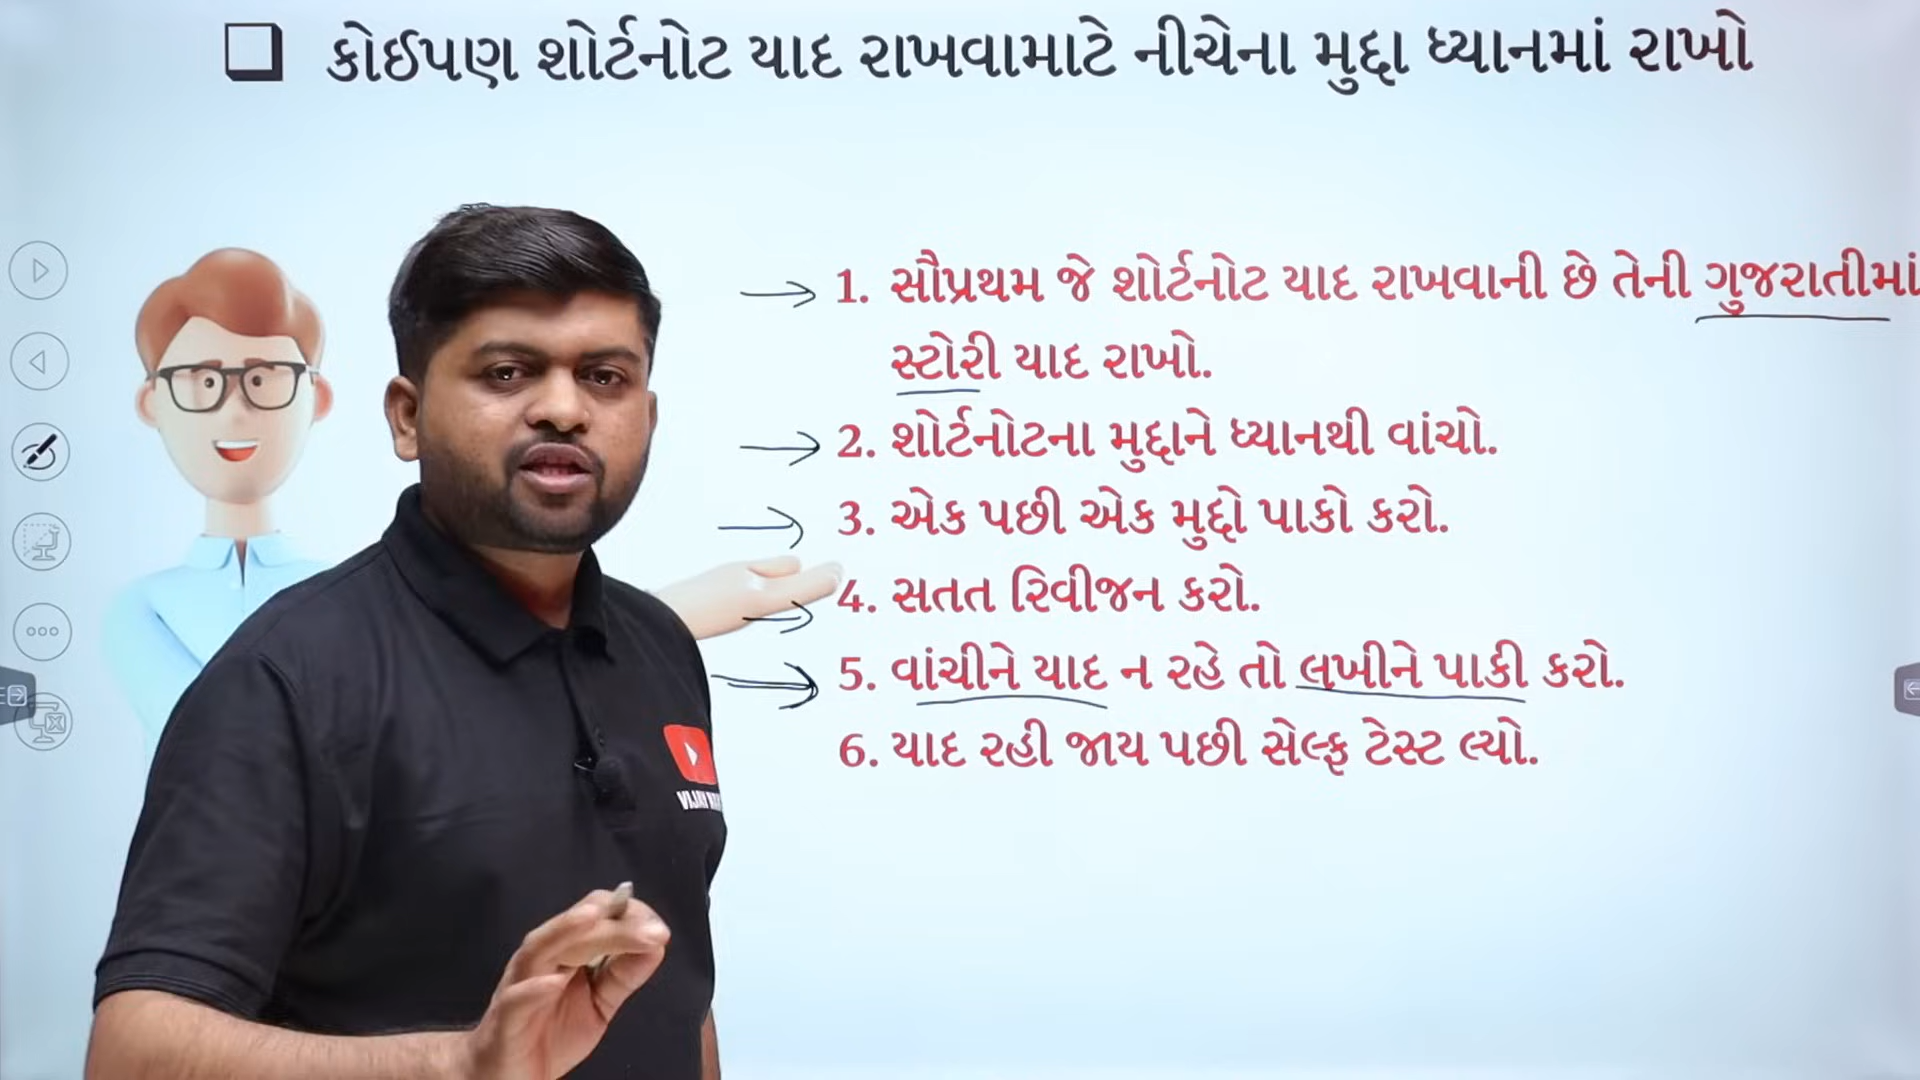 કોઈપણ શોર્ટનોટ યાદ રાખવામાટે નીચેના મુદ્દા ધ્યાનમાં રાખો
1. સૌપ્રથમ જે શોર્ટનોટ યાદ રાખવાની છે તેની ગુજરાતીમાં
સ્ટોરી યાદ રાખો.
2. શોર્ટનોટના મુદ્દાને ધ્યાનથી વાંચો.
3. એક પછી એક મુદ્દો પાકો કરો.
4. સતત રિવીજન કરો.
5. વાંચીને યાદ ન રહે તો લખીને પાકી કરો.
6. યાદ રહી જાય પછી સેલ્ફ ટેસ્ટ લ્યો.
VIJAY